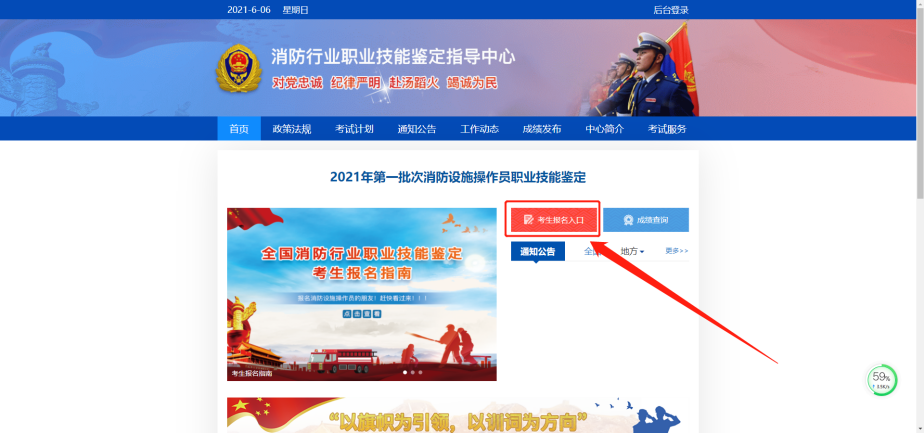 2021-6-06 星期日 后台登录
消防行业职业技能鉴定指导中心
对党忠诚 纪律严明 赴汤蹈火 竭诚为民
首页 政策法规 考试计划 通知公告 工作动态 成绩发布 中心简介 考试服务
2021年第一批次消防设施操作员职业技能鉴定
考生报名入口 成绩查询
通知公告 全国 地方 更多>>
全国消防行业职业技能鉴定
考生报名指南
报名消防设施操作员的朋友！赶快看过来！！！
点击查看
考生报名指南
59%
↑ 3.5K/s
“以旗帜为引领，以训词为方向”